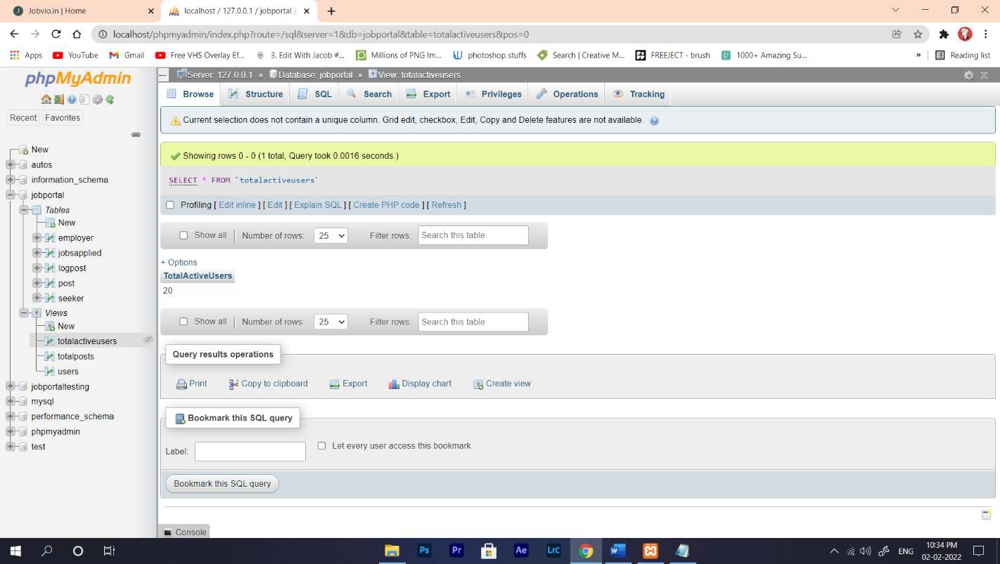 Jobvio.in | Home
localhost / 127.0.0.1 / jobportal /
localhost/phpmyadmin/index.php?route=/sql&server=1&db=jobportal&table=totalactiveusers&pos=0
Apps YouTube Gmail Free VHS Overlay Ef... 3. Edit With Jacob #... Millions of PNG Im... photoshop stuffs Search | Creative M... FREEJECT - brush 1000+ Amazing Su... » Reading list
phpMyAdmin
Recent Favorites
New
autos
information_schema
jobportal
Tables
New
employer
jobsapplied
logpost
post
seeker
Views
New
totalactiveusers
totalposts
users
jobportaltesting
mysql
performance_schema
phpmyadmin
test
Server: 127.0.0.1 » Database: jobportal » View: totalactiveusers
Browse Structure SQL Search Export Privileges Operations Tracking
Current selection does not contain a unique column. Grid edit, checkbox, Edit, Copy and Delete features are not available.
Showing rows 0 - 0 (1 total, Query took 0.0016 seconds.)
SELECT * FROM `totalactiveusers`
Profiling [ Edit inline ] [ Edit ] [ Explain SQL ] [ Create PHP code ] [ Refresh ]
Show all Number of rows: 25 Filter rows: Search this table
+ Options
TotalActiveUsers
20
Show all Number of rows: 25 Filter rows: Search this table
Query results operations
Print Copy to clipboard Export Display chart Create view
Bookmark this SQL query
Label: Let every user access this bookmark
Bookmark this SQL query
Console
Ps Pr Ae LrC W
ENG
10:34 PM
02-02-2022